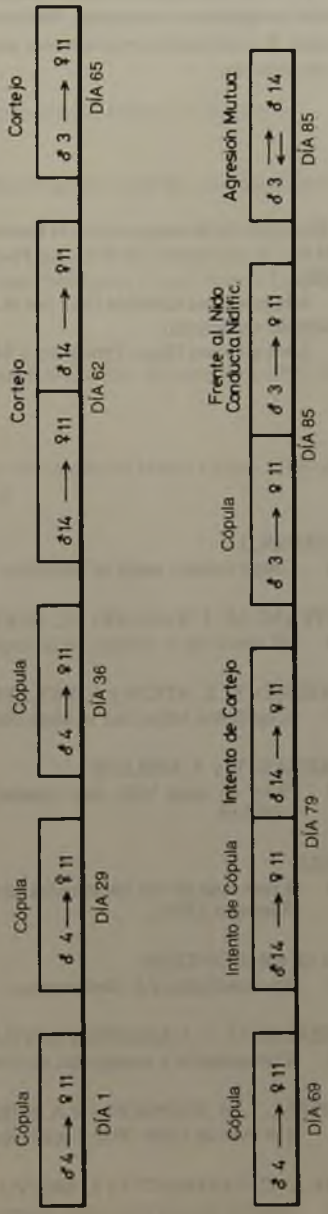 Cópula Cópula Cópula Cortejo Cortejo
♂ 4 → ♀ 11 ♂ 4 → ♀ 11 ♂ 4 → ♀ 11 ♂ 14 → ♀ 11 ♂ 14 → ♀ 11 ♂ 3 → ♀ 11
DÍA 1 DÍA 29 DÍA 36 DÍA 62 DÍA 65
Cópula Intento de Cópula Intento de Cortejo Cópula Frente al Nido
Conducta Nidific. Agresión Mutua
♂ 4 → ♀ 11 ♂ 14 → ♀ 11 ♂ 14 → ♀ 11 ♂ 3 → ♀ 11 ♂ 3 → ♀ 11 ♂ 3 ⇄ ♂ 14
DÍA 69 DÍA 79 DÍA 85 DÍA 85